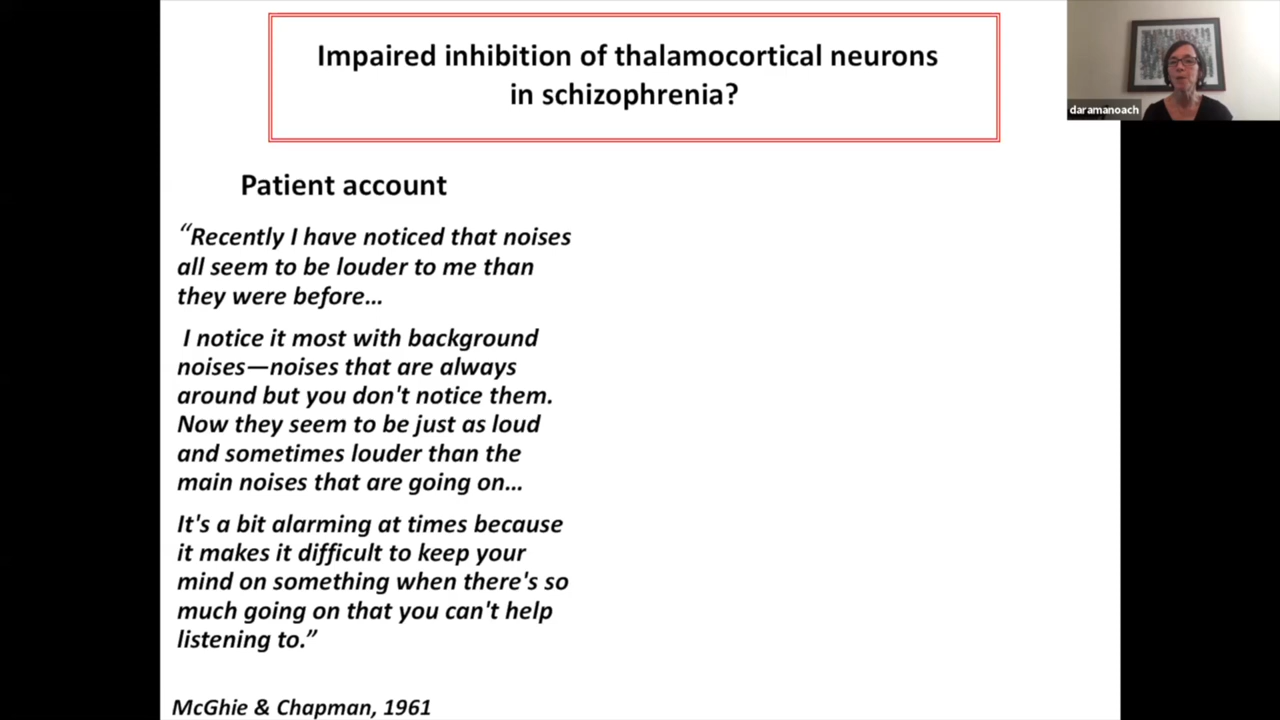 Impaired inhibition of thalamocortical neurons
in schizophrenia?
daramanoach
Patient account
“Recently I have noticed that noises
all seem to be louder to me than
they were before…
I notice it most with background
noises—noises that are always
around but you don't notice them.
Now they seem to be just as loud
and sometimes louder than the
main noises that are going on…
It's a bit alarming at times because
it makes it difficult to keep your
mind on something when there's so
much going on that you can't help
listening to.”
McGhie & Chapman, 1961